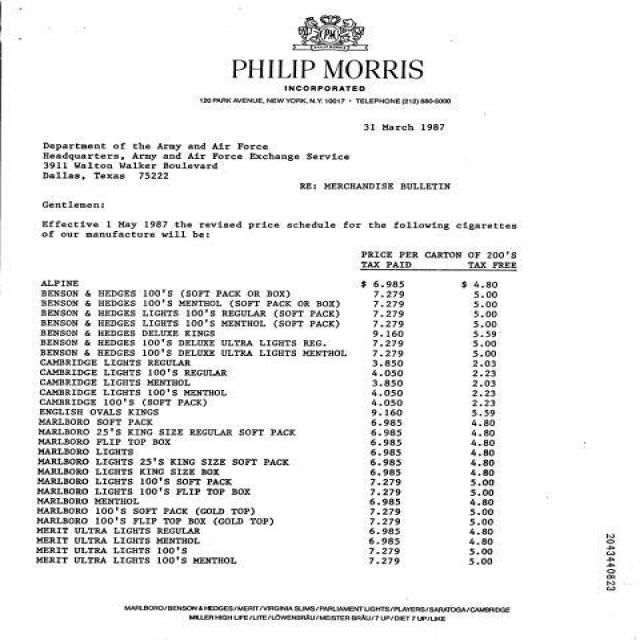 PM
PHILIP MORRIS
INCORPORATED
120 PARK AVENUE, NEW YORK, N.Y. 10017 • TELEPHONE (212) 880-5000
31 March 1987
Department of the Army and Air Force
Headquarters, Army and Air Force Exchange Service
3911 Walton Walker Boulevard
Dallas, Texas 75222
RE: MERCHANDISE BULLETIN
Gentlemen:
Effective 1 May 1987 the revised price schedule for the following cigarettes
of our manufacture will be:
PRICE PER CARTON OF 200'S
TAX PAID TAX FREE
ALPINE $ 6.985 $ 4.80
BENSON & HEDGES 100'S (SOFT PACK OR BOX) 7.279 5.00
BENSON & HEDGES 100'S MENTHOL (SOFT PACK OR BOX) 7.279 5.00
BENSON & HEDGES LIGHTS 100'S REGULAR (SOFT PACK) 7.279 5.00
BENSON & HEDGES LIGHTS 100'S MENTHOL (SOFT PACK) 7.279 5.00
BENSON & HEDGES DELUXE KINGS 9.160 5.59
BENSON & HEDGES 100'S DELUXE ULTRA LIGHTS REG. 7.279 5.00
BENSON & HEDGES 100'S DELUXE ULTRA LIGHTS MENTHOL 7.279 5.00
CAMBRIDGE LIGHTS REGULAR 3.850 2.03
CAMBRIDGE LIGHTS 100'S REGULAR 4.050 2.23
CAMBRIDGE LIGHTS MENTHOL 3.850 2.03
CAMBRIDGE LIGHTS 100'S MENTHOL 4.050 2.23
CAMBRIDGE 100'S (SOFT PACK) 4.050 2.23
ENGLISH OVALS KINGS 9.160 5.59
MARLBORO SOFT PACK 6.985 4.80
MARLBORO 25'S KING SIZE REGULAR SOFT PACK 6.985 4.80
MARLBORO FLIP TOP BOX 6.985 4.80
MARLBORO LIGHTS 6.985 4.80
MARLBORO LIGHTS 25'S KING SIZE SOFT PACK 6.985 4.80
MARLBORO LIGHTS KING SIZE BOX 6.985 4.80
MARLBORO LIGHTS 100'S SOFT PACK 7.279 5.00
MARLBORO LIGHTS 100'S FLIP TOP BOX 7.279 5.00
MARLBORO MENTHOL 6.985 4.80
MARLBORO 100'S SOFT PACK (GOLD TOP) 7.279 5.00
MARLBORO 100'S FLIP TOP BOX (GOLD TOP) 7.279 5.00
MERIT ULTRA LIGHTS REGULAR 6.985 4.80
MERIT ULTRA LIGHTS MENTHOL 6.985 4.80
MERIT ULTRA LIGHTS 100'S 7.279 5.00
MERIT ULTRA LIGHTS 100'S MENTHOL 7.279 5.00
2043440823
MARLBORO/BENSON & HEDGES/MERIT/VIRGINIA SLIMS/PARLIAMENT LIGHTS/PLAYERS/SARATOGA/CAMBRIDGE
MILLER HIGH LIFE/LITE/LÖWENBRÄU/MEISTER BRÄU/7 UP/DIET 7 UP/LIKE